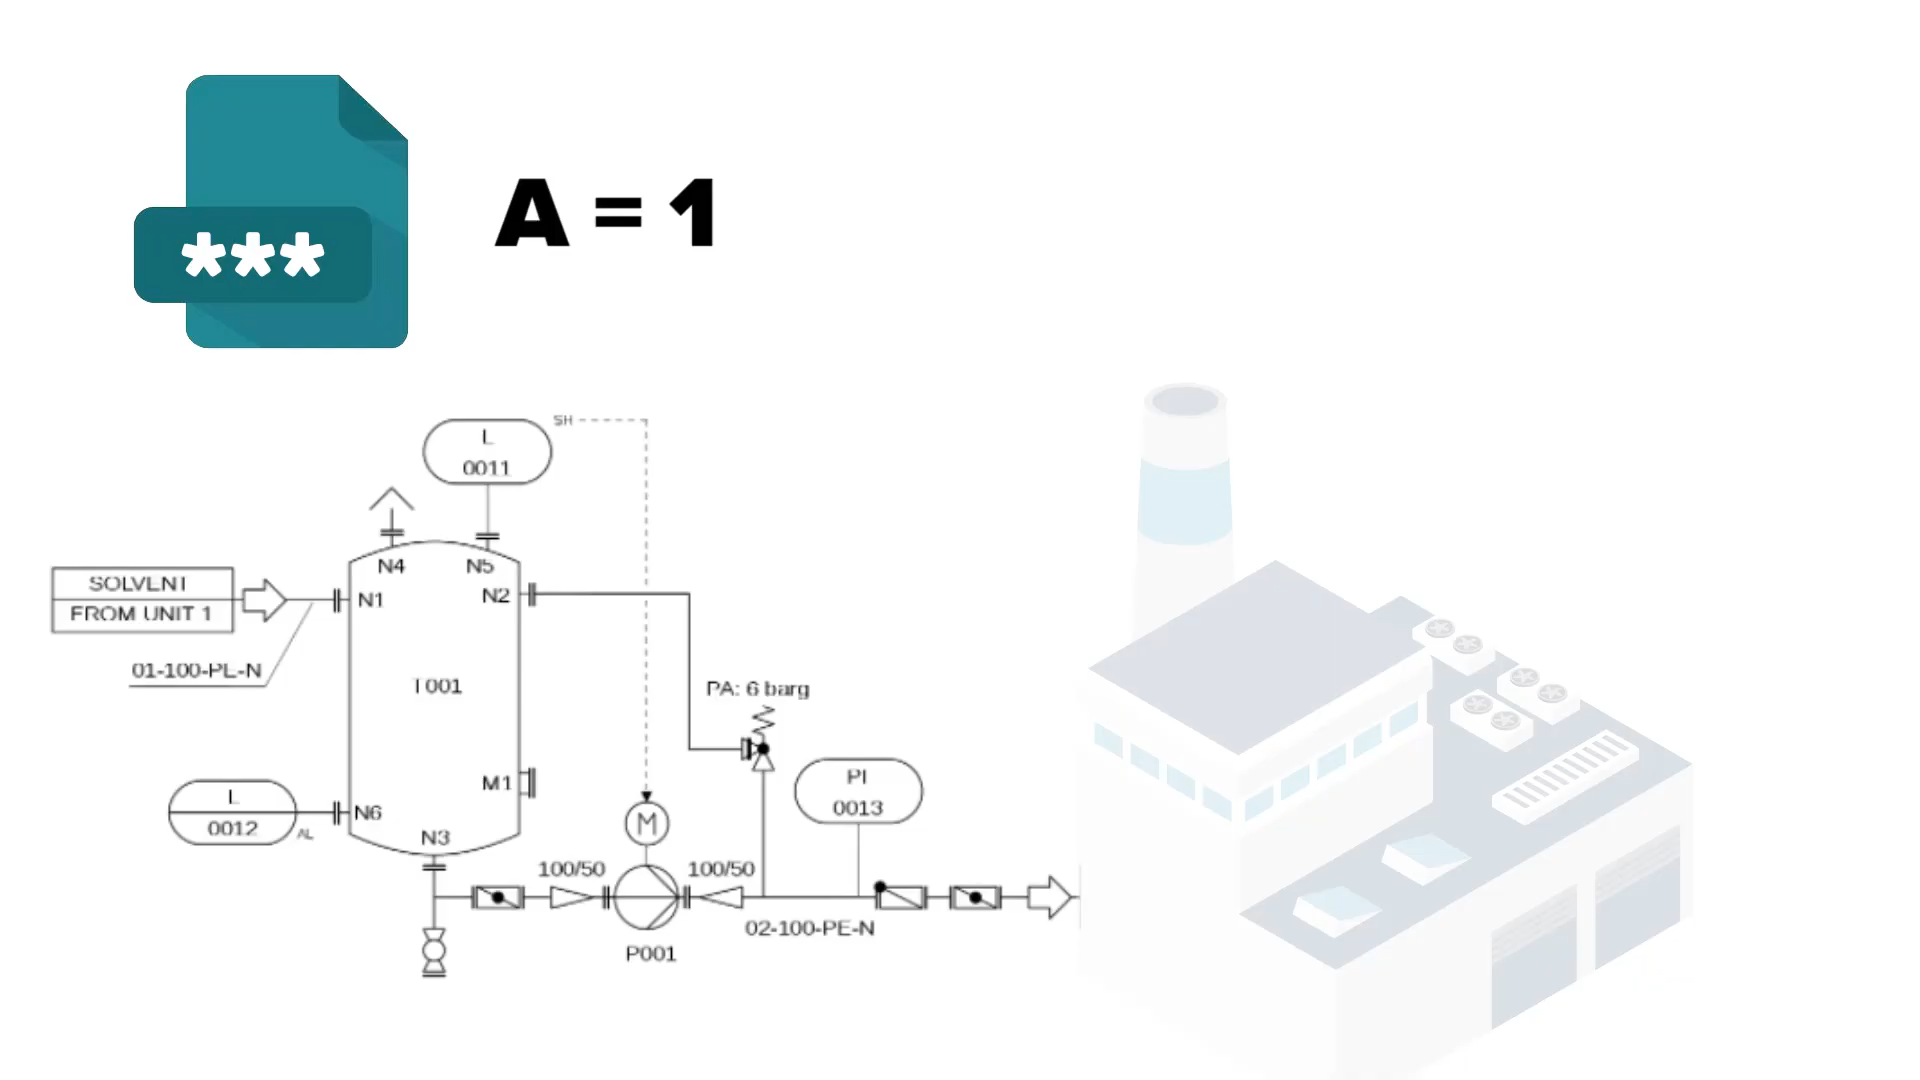 ***
A = 1
SH
L
0011
N4
N5
SOLVENT
FROM UNIT 1
N1
N2
01-100-PE-N
T001
PA: 6 barg
PI
0013
L
0012
AL
N6
M1
N3
M
100/50
100/50
P001
02-100-PE-N